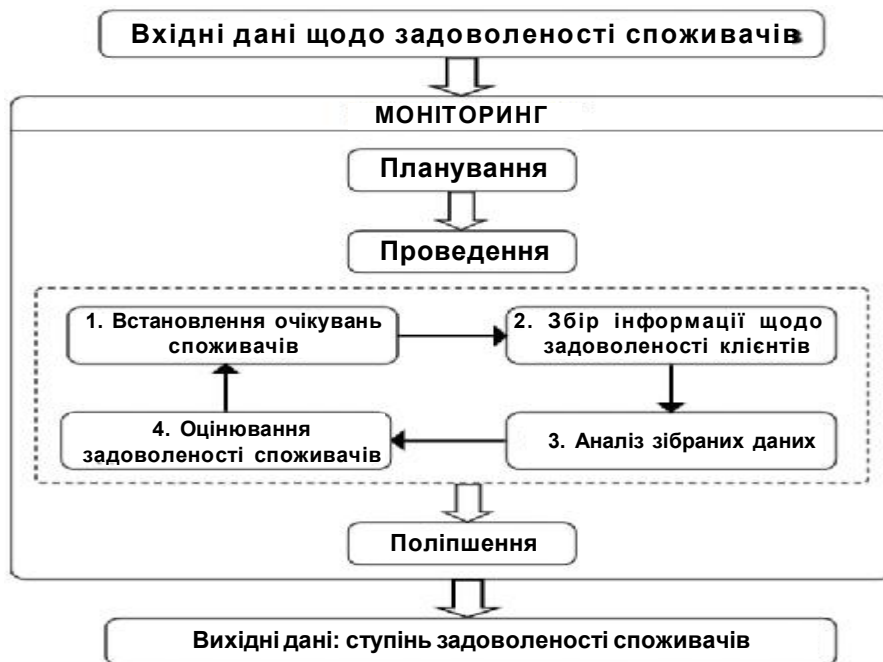 Вхідні дані щодо задоволеності споживачів
МОНІТОРИНГ
Планування
Проведення
1. Встановлення очікувань
споживачів
2. Збір інформації щодо
задоволеності клієнтів
4. Оцінювання
задоволеності споживачів
3. Аналіз зібраних даних
Поліпшення
Вихідні дані: ступінь задоволеності споживачів